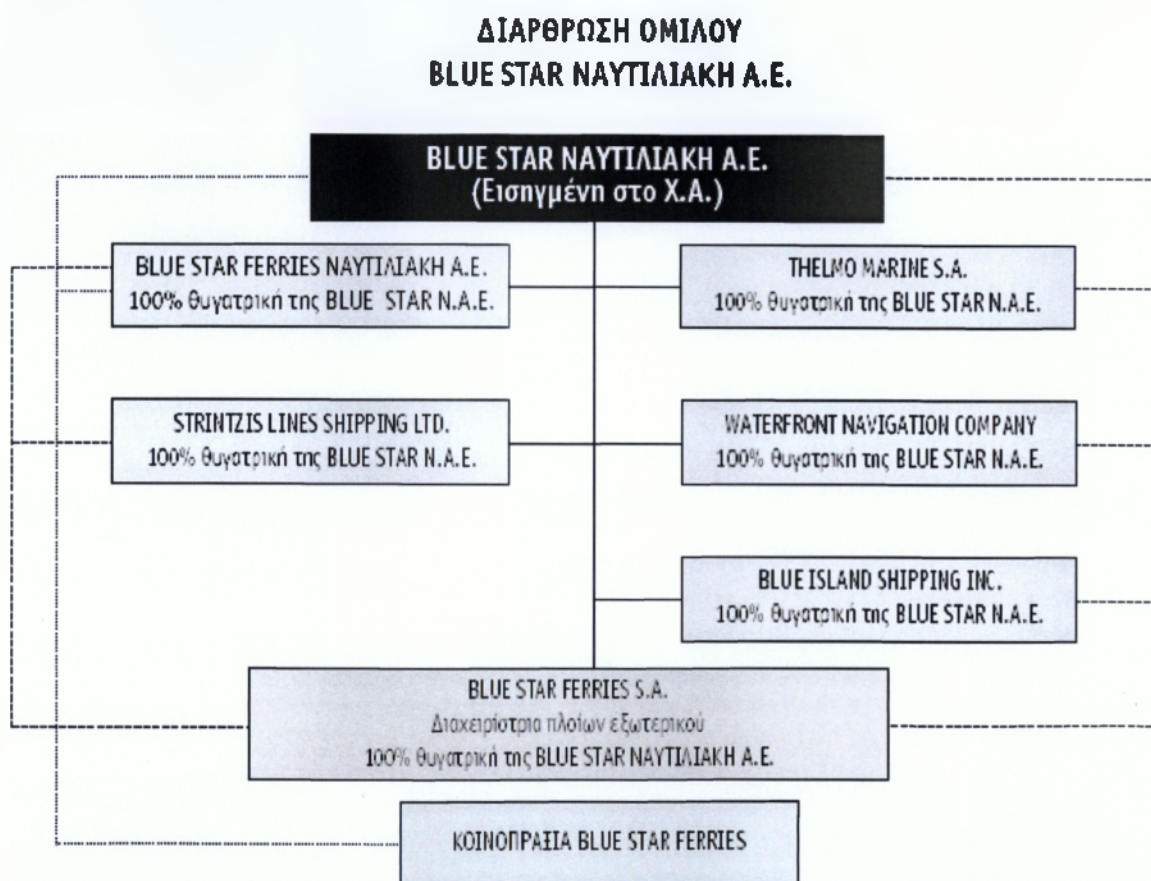 ΔΙΑΡΘΡΩΣΗ ΟΜΙΛΟΥ
BLUE STAR ΝΑΥΤΙΛΙΑΚΗ Α.Ε.
BLUE STAR ΝΑΥΤΙΛΙΑΚΗ Α.Ε.
(Εισηγμένη στο Χ.Α.)
BLUE STAR FERRIES ΝΑΥΤΙΛΙΑΚΗ Α.Ε.
100% θυγατρική της BLUE STAR N.A.E.
THELMO MARINE S.A.
100% θυγατρική της BLUE STAR N.A.E.
STRINTZIS LINES SHIPPING LTD.
100% θυγατρική της BLUE STAR N.A.E.
WATERFRONT NAVIGATION COMPANY
100% θυγατρική της BLUE STAR N.A.E.
BLUE ISLAND SHIPPING INC.
100% θυγατρική της BLUE STAR N.A.E.
BLUE STAR FERRIES S.A.
Διαχειρίστρια πλοίων εξωτερικού
100% θυγατρική της BLUE STAR ΝΑΥΤΙΛΙΑΚΗ Α.Ε.
ΚΟΙΝΟΠΡΑΞΙΑ BLUE STAR FERRIES